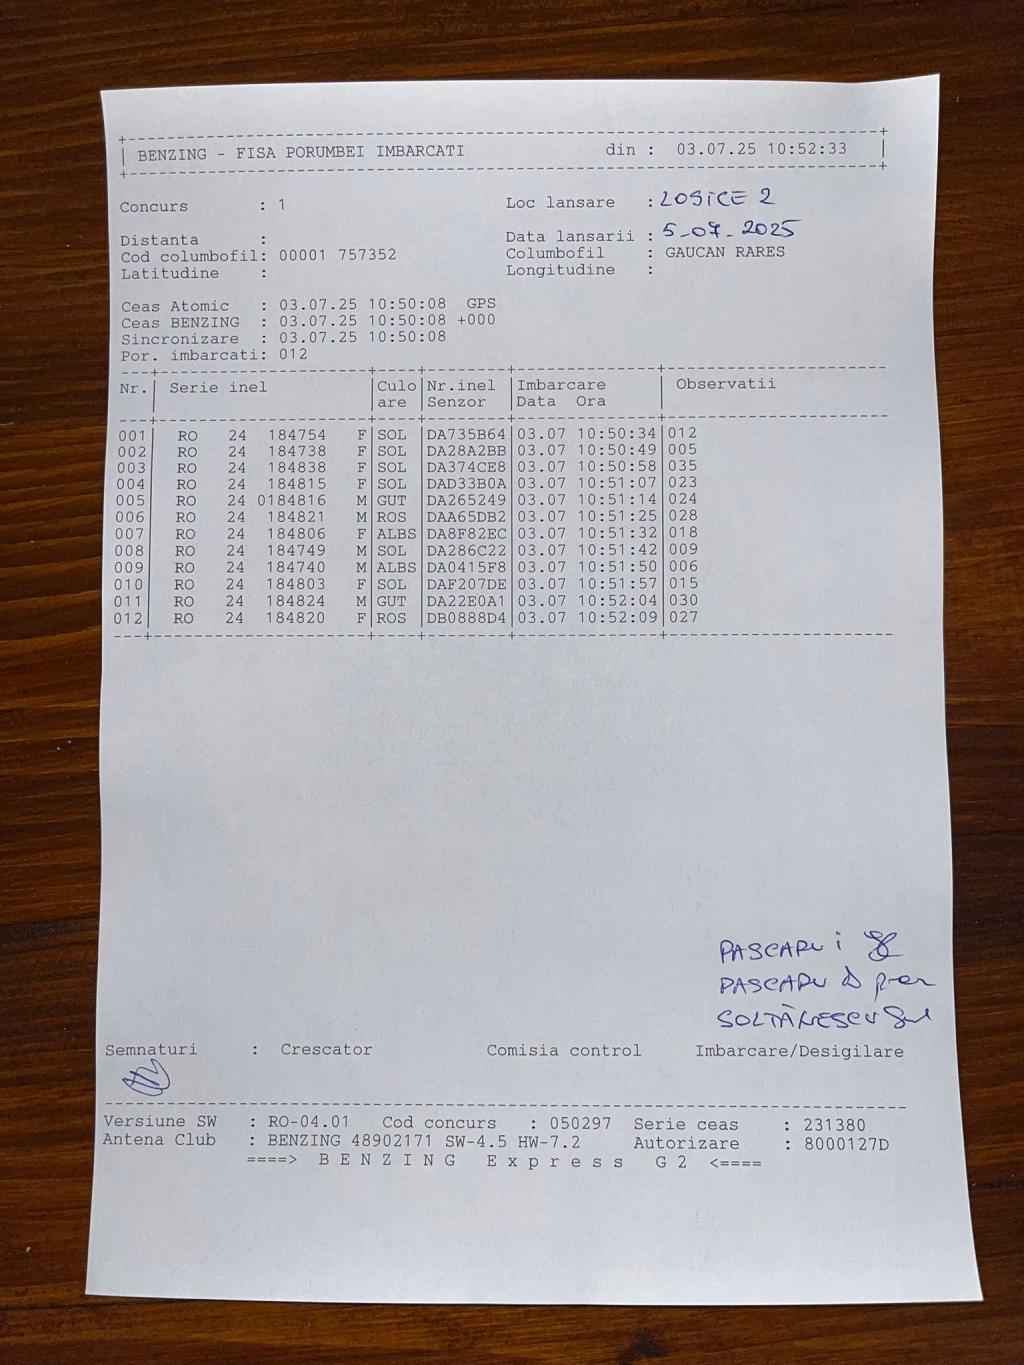 BENZING - FISA PORUMBEI IMBARCATI din : 03.07.25 10:52:33
Concurs : 1 Loc lansare : LOSICE 2
Distanta : Data lansarii : 5-07-2025
Cod columbofil: 00001 757352 Columbofil : GAUCAN RARES
Latitudine : Longitudine :
Ceas Atomic : 03.07.25 10:50:08 GPS
Ceas BENZING : 03.07.25 10:50:08 +000
Sincronizare : 03.07.25 10:50:08
Por. imbarcati: 012
Nr. Serie inel Culo Nr.inel Imbarcare Observatii
are Senzor Data Ora
001 RO 24 184754 F SOL DA735B64 03.07 10:50:34 012
002 RO 24 184738 F SOL DA28A2BB 03.07 10:50:49 005
003 RO 24 184838 F SOL DA374CE8 03.07 10:50:58 035
004 RO 24 184815 F SOL DAD33B0A 03.07 10:51:07 023
005 RO 24 0184816 M GUT DA265249 03.07 10:51:14 024
006 RO 24 184821 M ROS DAA65DB2 03.07 10:51:25 028
007 RO 24 184806 F ALBS DA8F82EC 03.07 10:51:32 018
008 RO 24 184749 M SOL DA286C22 03.07 10:51:42 009
009 RO 24 184740 M ALBS DA0415F8 03.07 10:51:50 006
010 RO 24 184803 F SOL DAF207DE 03.07 10:51:57 015
011 RO 24 184824 M GUT DA22E0A1 03.07 10:52:04 030
012 RO 24 184820 F ROS DB0888D4 03.07 10:52:09 027
PASCARU i
PASCARU D
SOLTĂNESCU
Semnaturi : Crescator Comisia control Imbarcare/Desigilare
Versiune SW : RO-04.01 Cod concurs : 050297 Serie ceas : 231380
Antena Club : BENZING 48902171 SW-4.5 HW-7.2 Autorizare : 8000127D
====> B E N Z I N G E x p r e s s G 2 <====